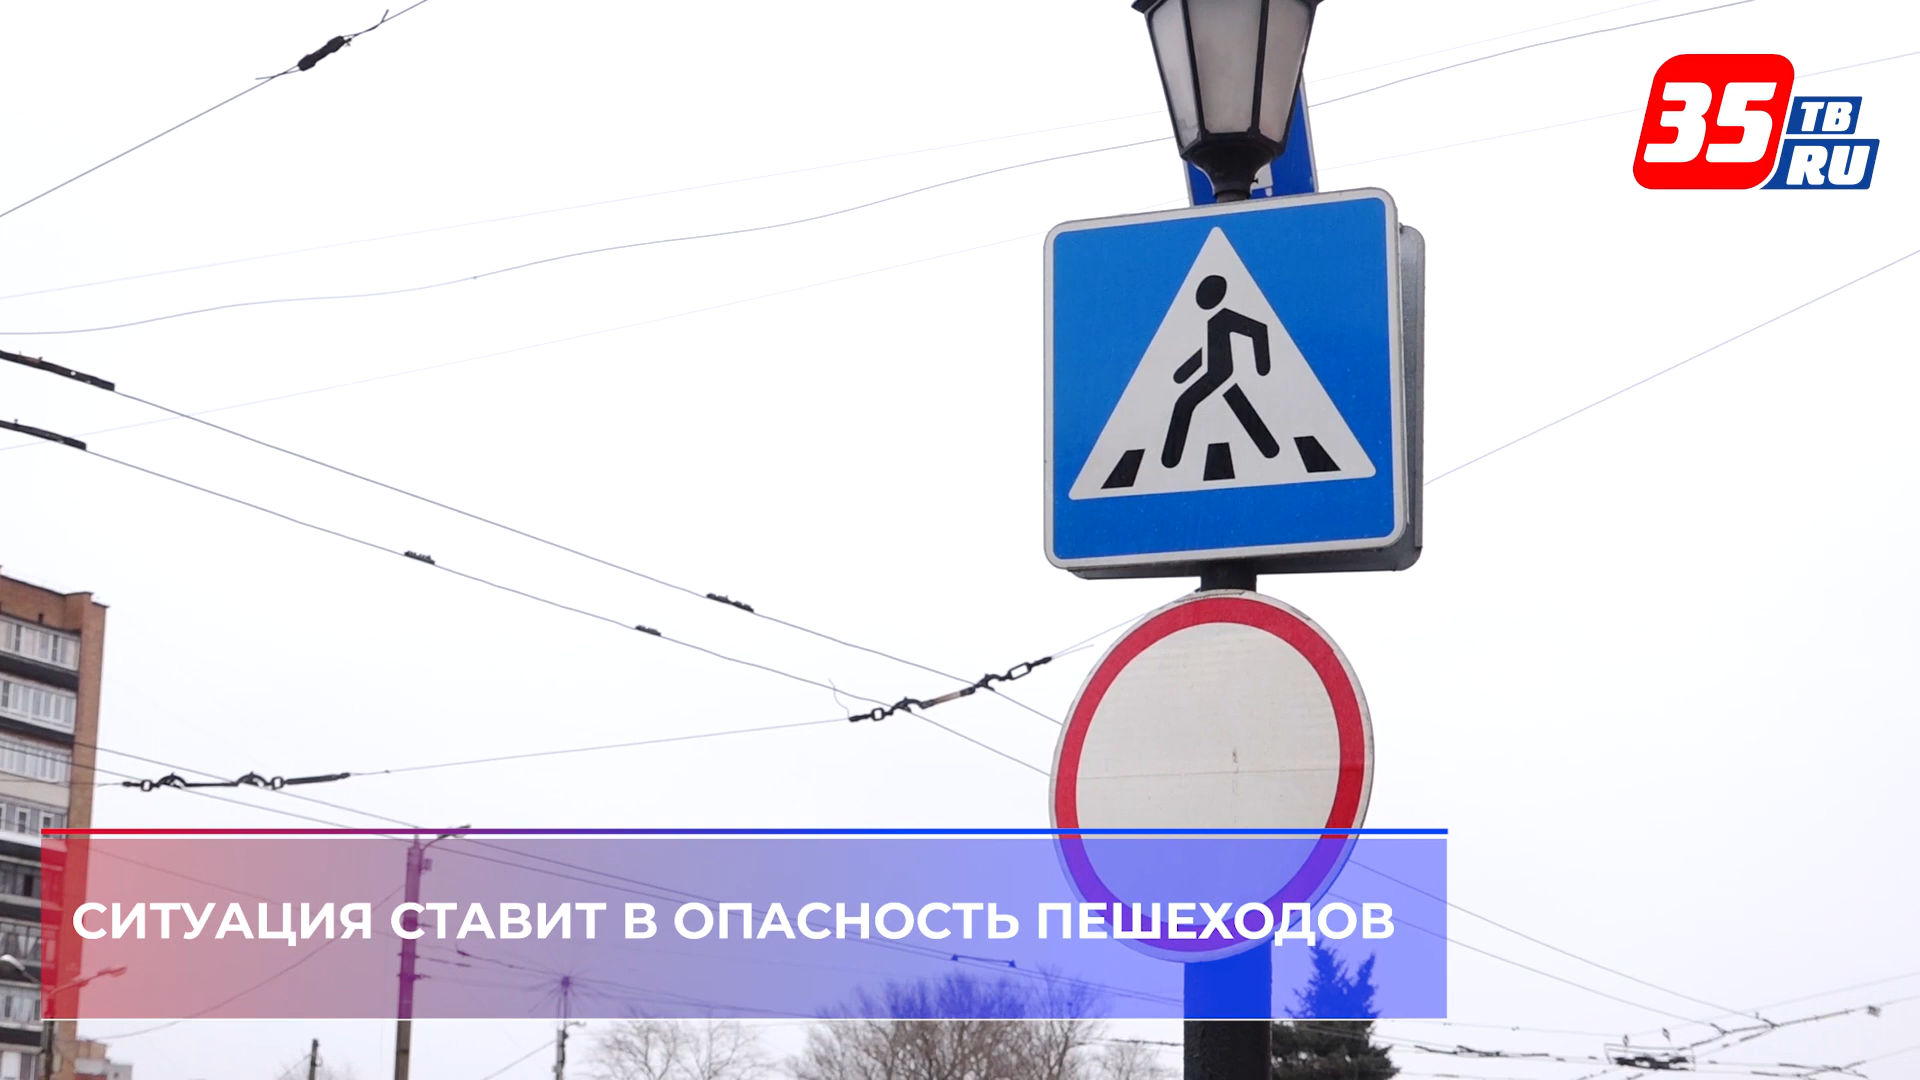 35
ТВ
RU
СИТУАЦИЯ СТАВИТ В ОПАСНОСТЬ ПЕШЕХОДОВ